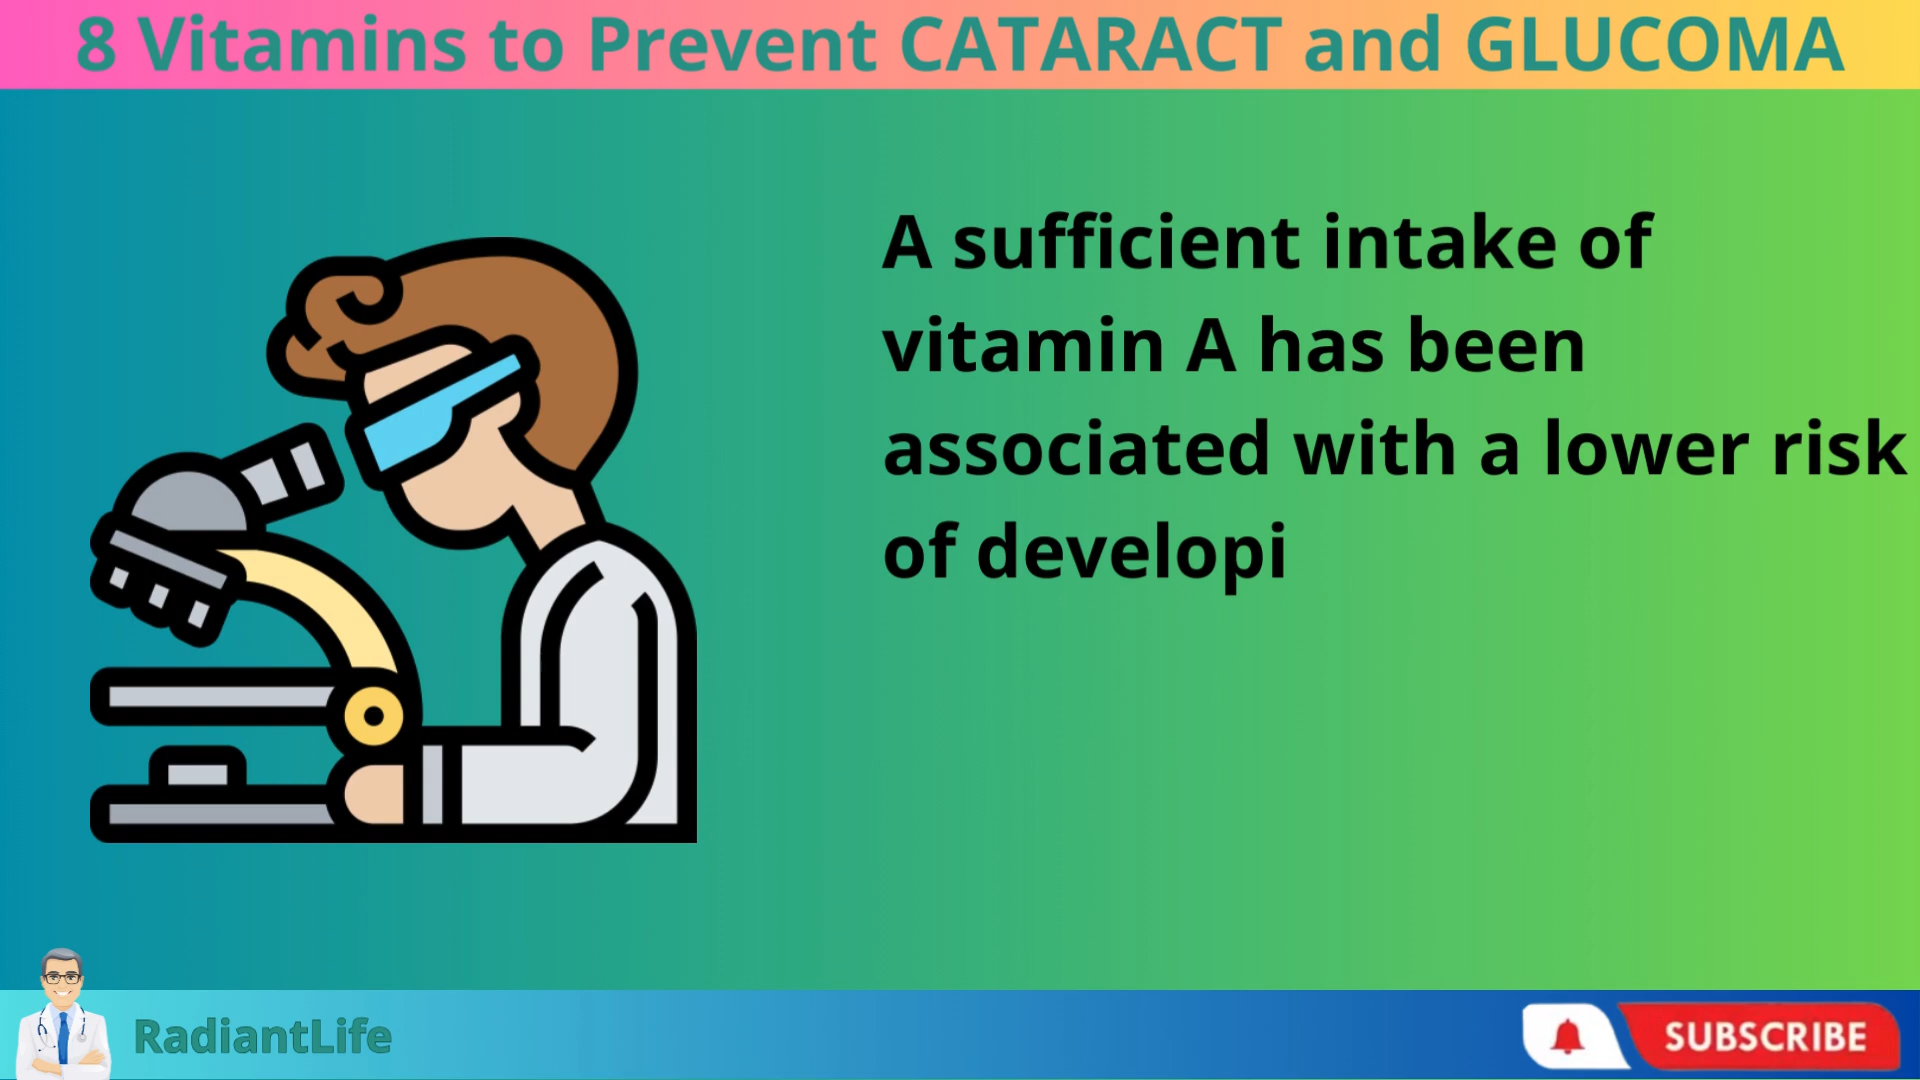 8 Vitamins to Prevent CATARACT and GLUCOMA
A sufficient intake of
vitamin A has been
associated with a lower risk
of developi
RadiantLife
SUBSCRIBE